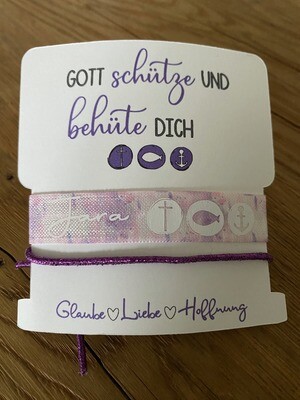 GOTT schütze UND
behüte DICH
Jara
Glaube♡Liebe♡Hoffnung